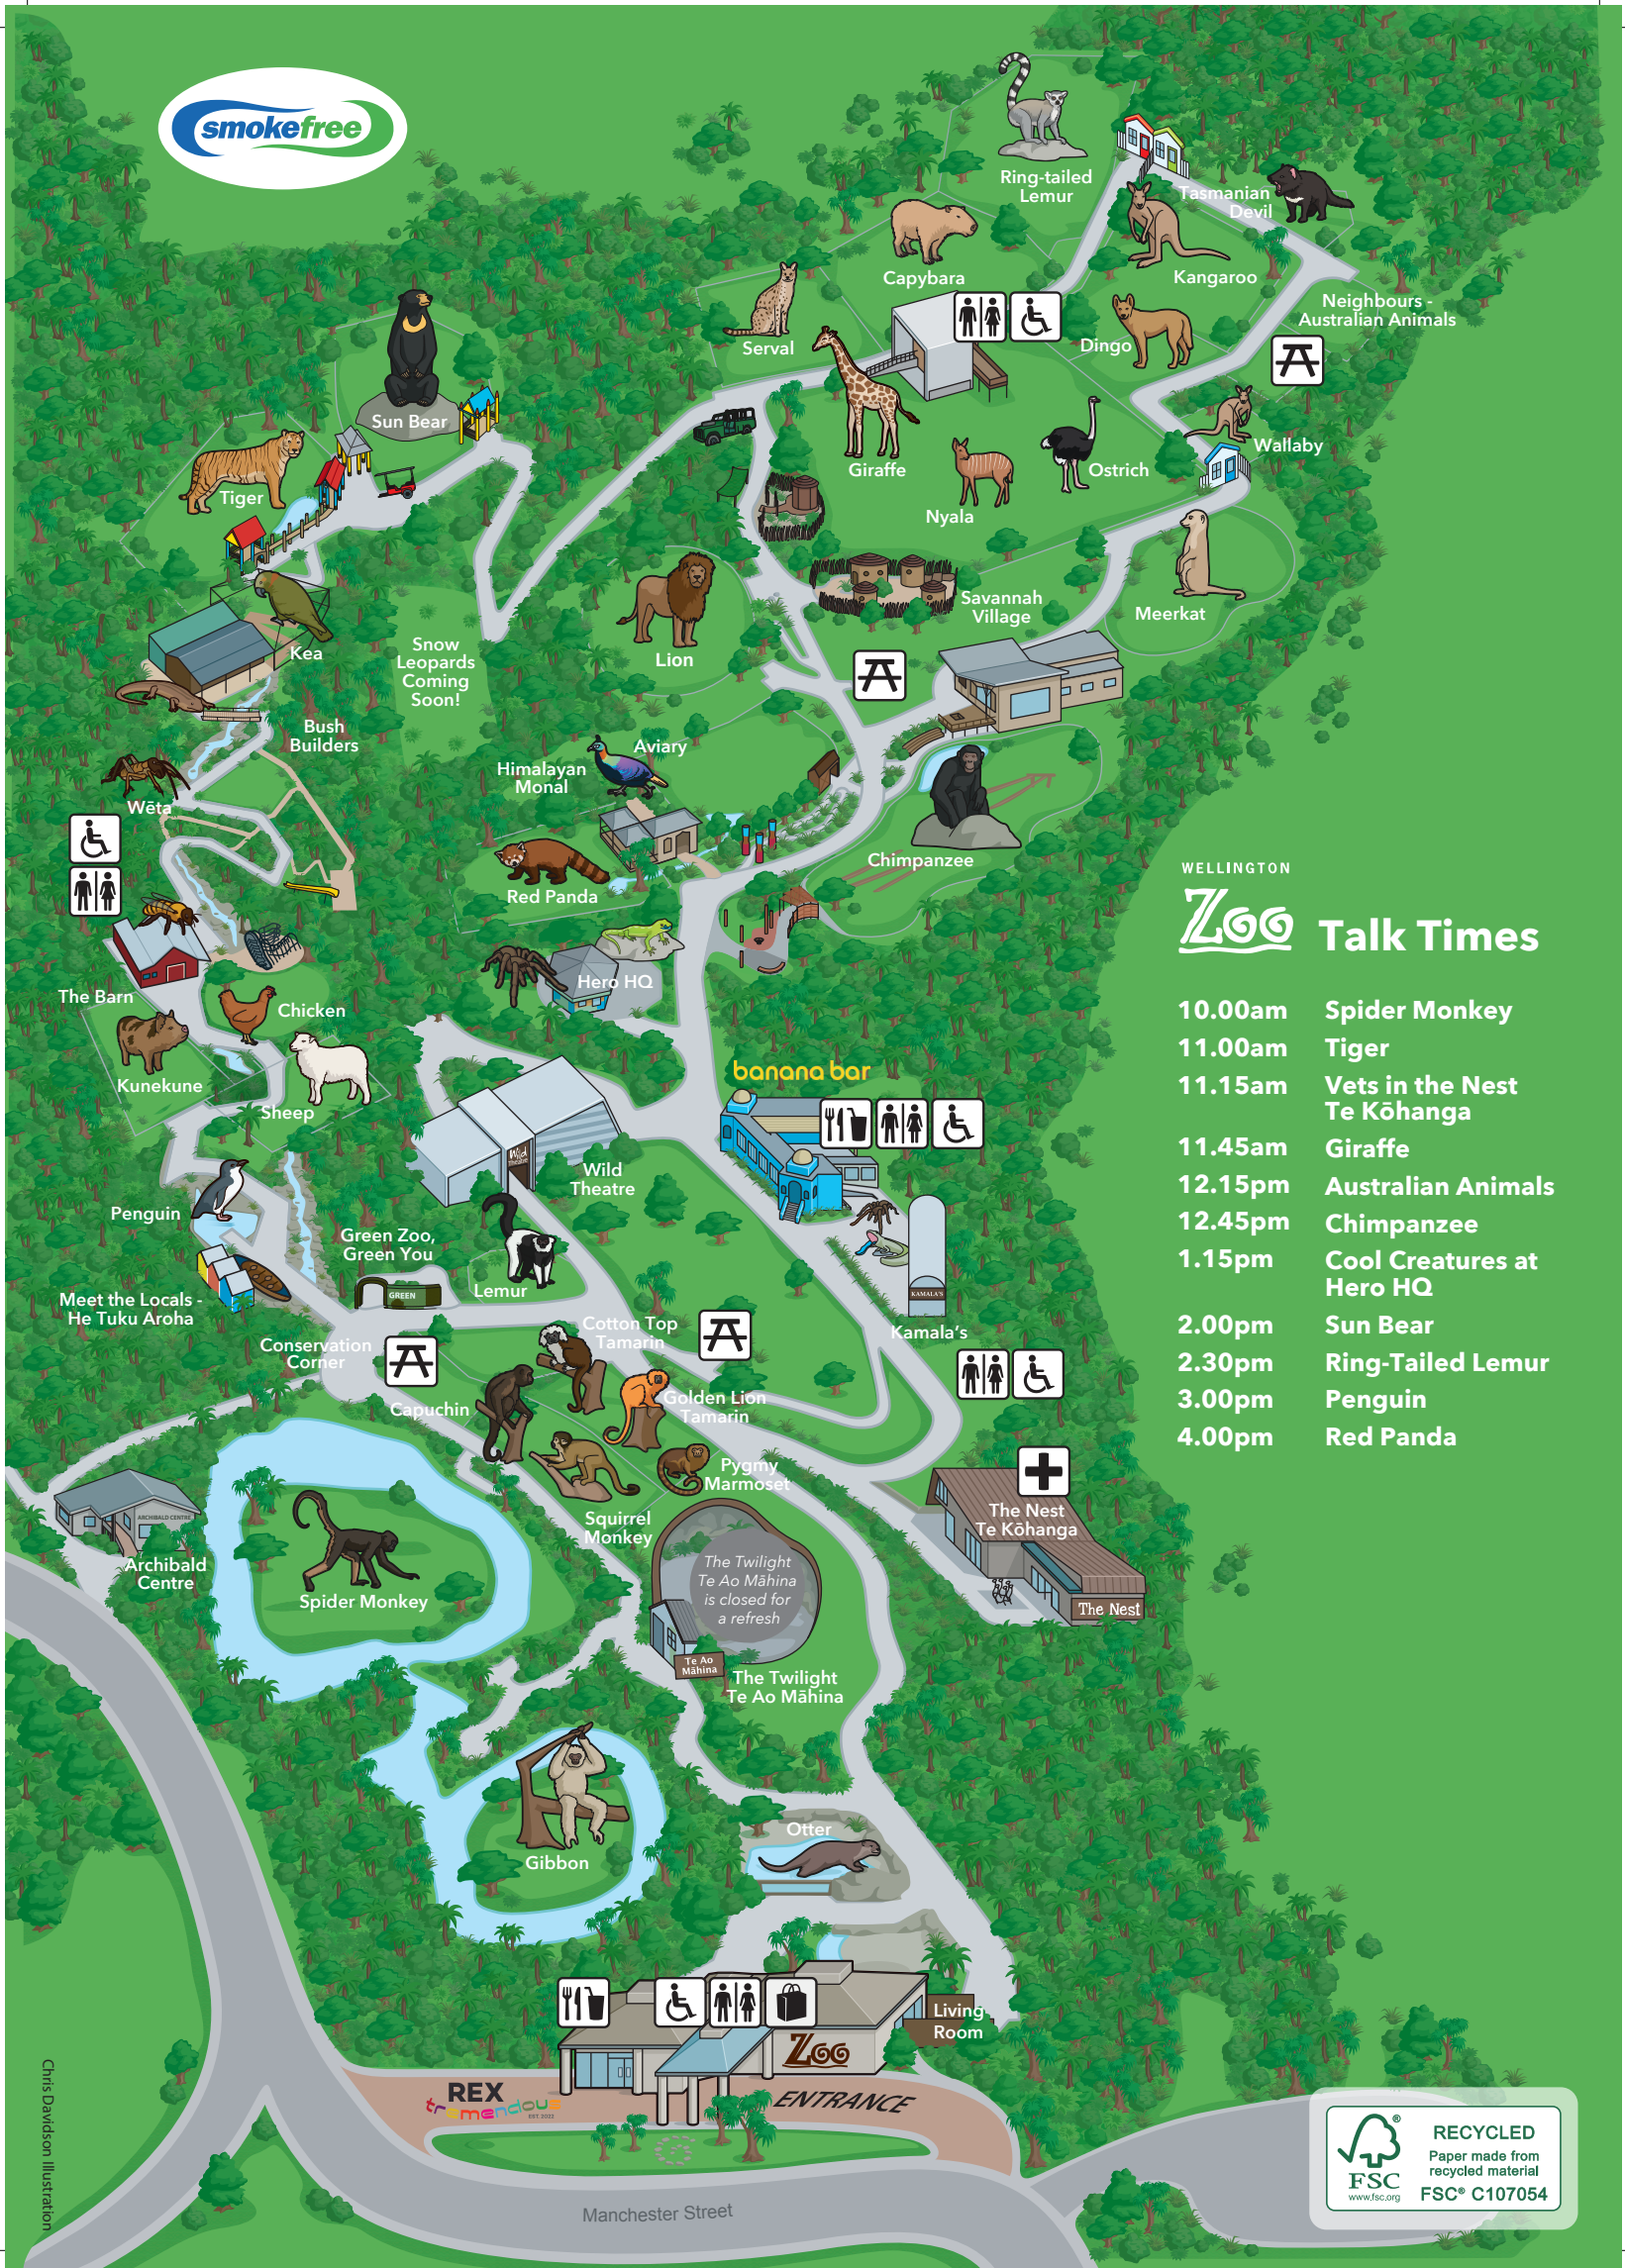 smokefree
Ring-tailed
Lemur
Tasmanian
Devil
Capybara
Kangaroo
Neighbours -
Australian Animals
Serval
Dingo
Sun Bear
Wallaby
Giraffe
Ostrich
Tiger
Nyala
Savannah
Village
Meerkat
Kea
Snow
Leopards
Coming
Soon!
Lion
Bush
Builders
Aviary
Himalayan
Monal
Wēta
Chimpanzee
Red Panda
Hero HQ
The Barn
Chicken
Kunekune
Sheep
banana bar
Wild
Theatre
Wild
Theatre
Penguin
Green Zoo,
Green You
GREEN
Lemur
KAMALA'S
Kamala's
Meet the Locals -
He Tuku Aroha
Conservation
Corner
Cotton Top
Tamarin
Capuchin
Golden Lion
Tamarin
Pygmy
Marmoset
Squirrel
Monkey
The Nest
Te Kōhanga
The Nest
ARCHIBALD CENTRE
Archibald
Centre
Spider Monkey
The Twilight
Te Ao Māhina
is closed for
a refresh
Te Ao
Māhina
The Twilight
Te Ao Māhina
Gibbon
Otter
Living
Room
Zoo
REX
tremendous
EST. 2022
ENTRANCE
Manchester Street
Chris Davidson Illustration
WELLINGTON
Zoo Talk Times
10.00am Spider Monkey
11.00am Tiger
11.15am Vets in the Nest
Te Kōhanga
11.45am Giraffe
12.15pm Australian Animals
12.45pm Chimpanzee
1.15pm Cool Creatures at
Hero HQ
2.00pm Sun Bear
2.30pm Ring-Tailed Lemur
3.00pm Penguin
4.00pm Red Panda
®
FSC
www.fsc.org
RECYCLED
Paper made from
recycled material
FSC® C107054